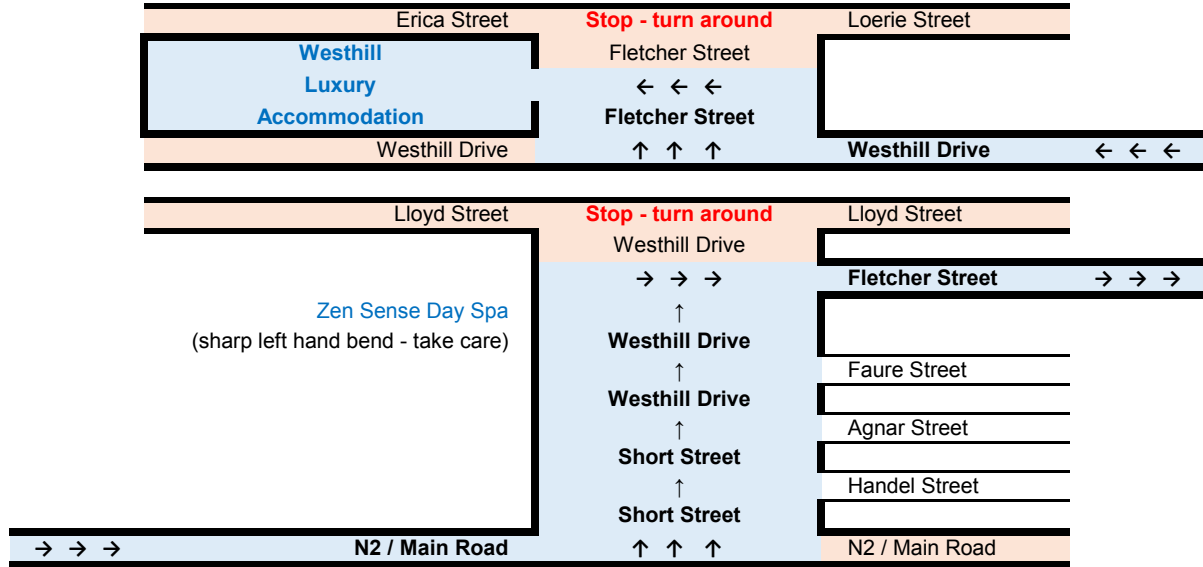 Erica Street Stop - turn around Loerie Street
Westhill Fletcher Street
Luxury ← ← ←
Accommodation Fletcher Street
Westhill Drive ↑ ↑ ↑ Westhill Drive ← ← ←
Lloyd Street Stop - turn around Lloyd Street
Westhill Drive
→ → → Fletcher Street → → →
Zen Sense Day Spa ↑
(sharp left hand bend - take care) Westhill Drive
↑ Faure Street
Westhill Drive
↑ Agnar Street
Short Street
↑ Handel Street
Short Street
→ → → N2 / Main Road ↑ ↑ ↑ N2 / Main Road